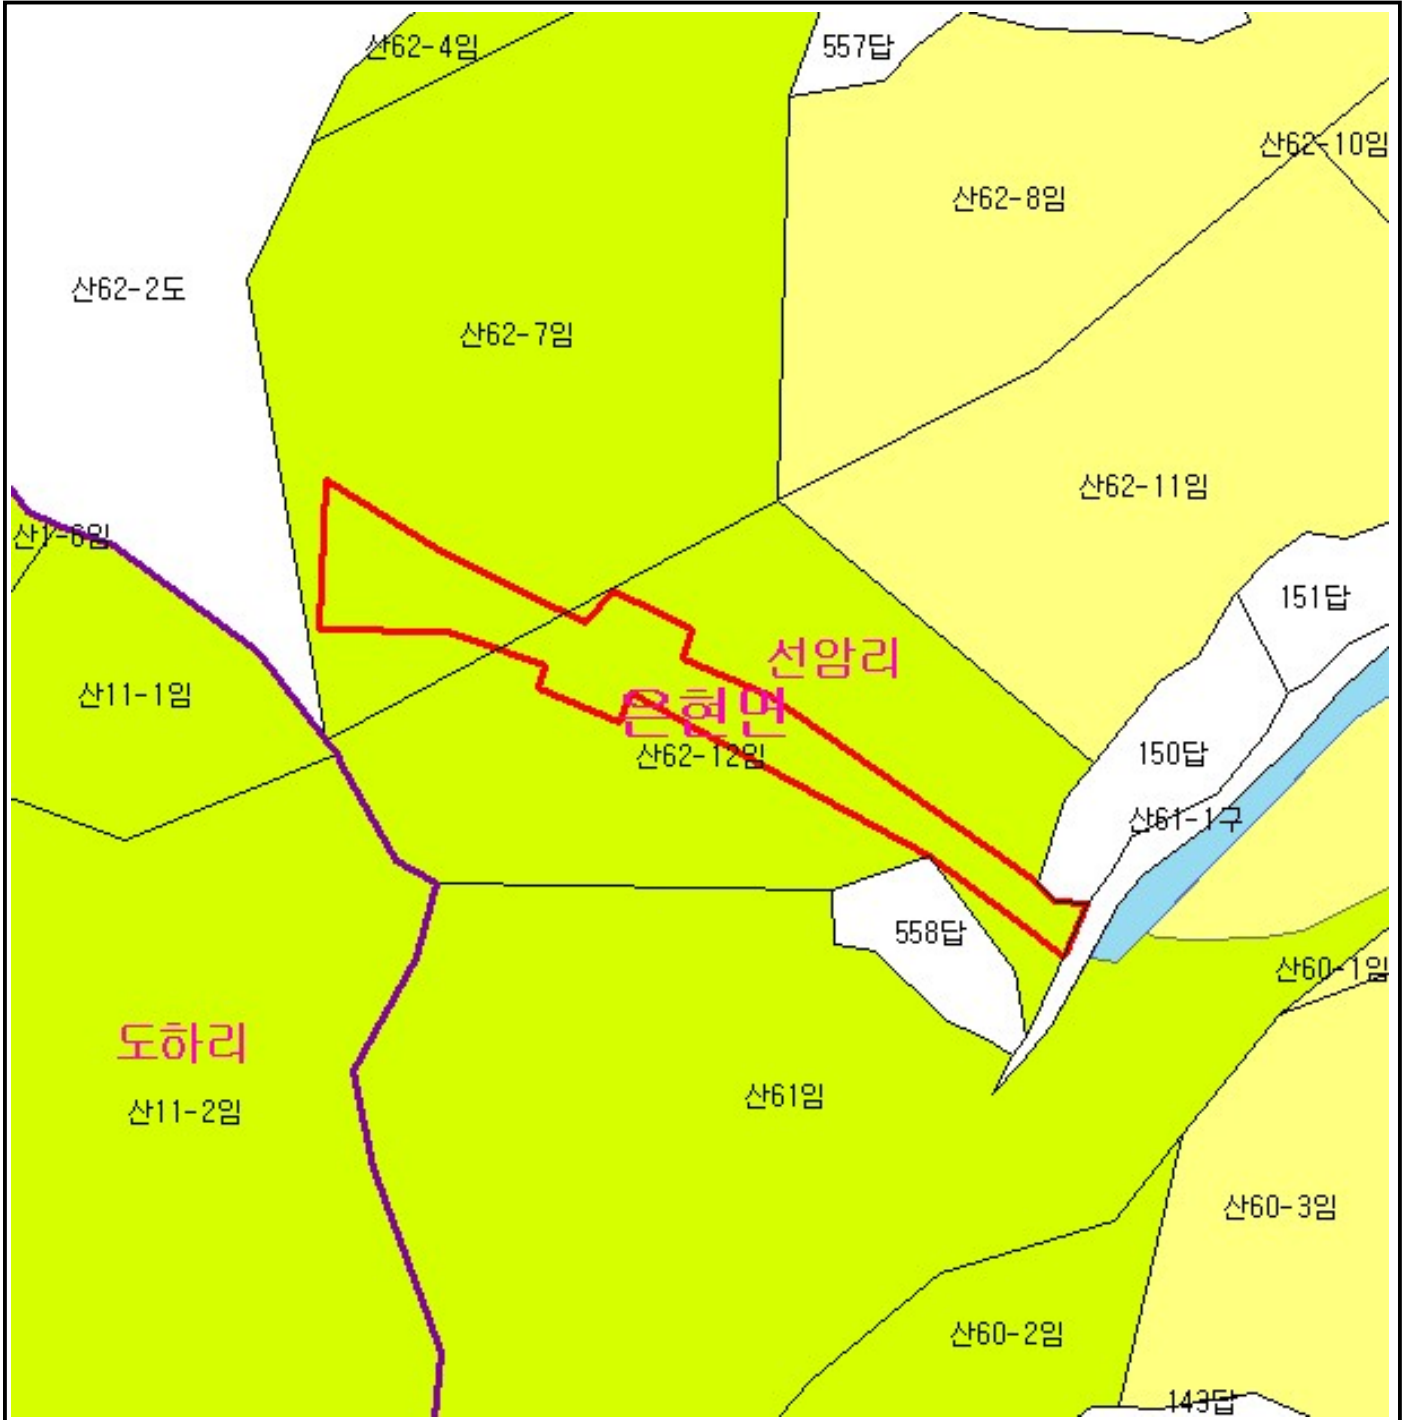 산62-4임
557답
산62-10임
산62-8임
산62-2도
산62-7임
산62-11임
산1-6임
151답
선암리
산11-1임
은현면
산62-12임
150답
산61-1구
558답
산60-1임
도하리
산61임
산11-2임
산60-3임
산60-2임
143답